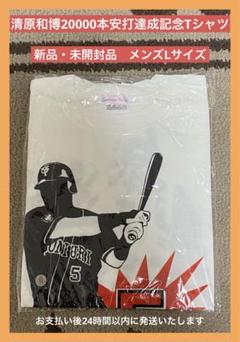 清原和博20000本安打達成記念Tシャツ
新品・未開封品　メンズLサイズ
5
お支払い後24時間以内に発送いたします